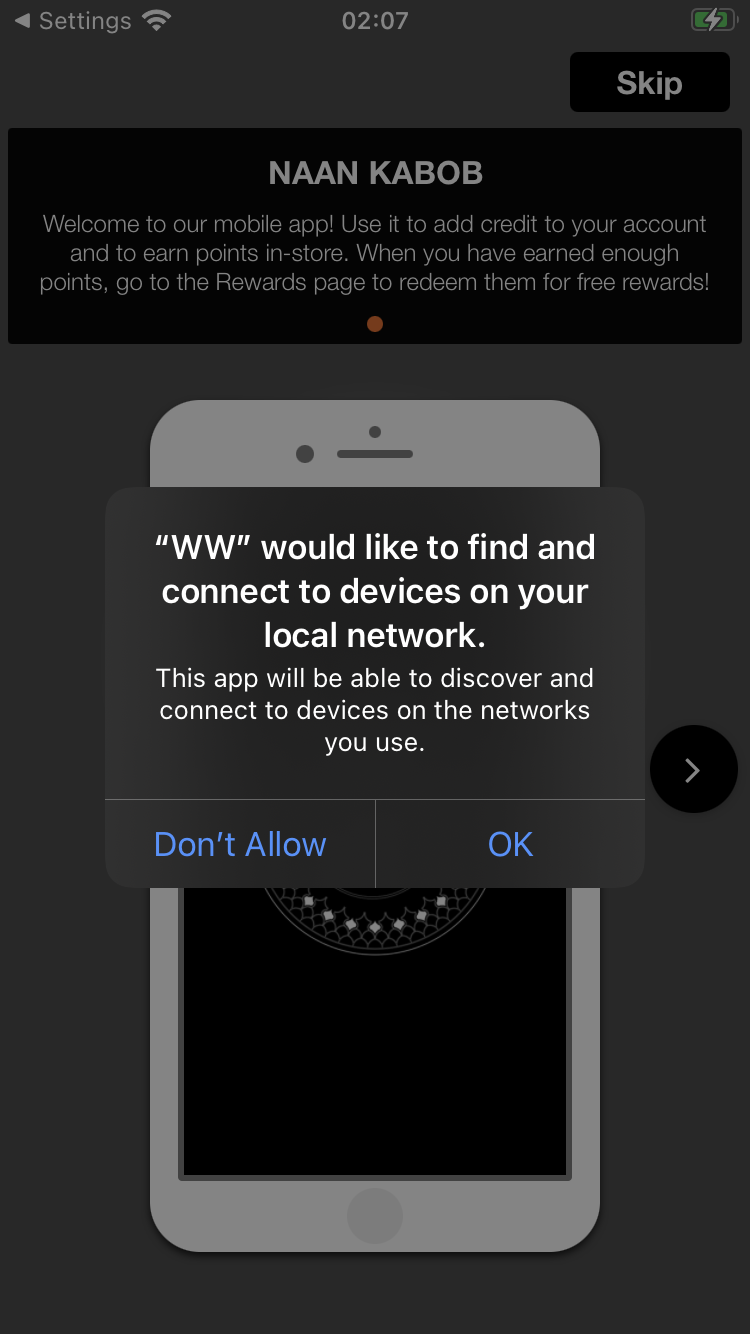 Settings
02:07
Skip
NAAN KABOB
Welcome to our mobile app! Use it to add credit to your account
and to earn points in-store. When you have earned enough
points, go to the Rewards page to redeem them for free rewards!
“WW” would like to find and
connect to devices on your
local network.
This app will be able to discover and
connect to devices on the networks
you use.
Don’t Allow
OK